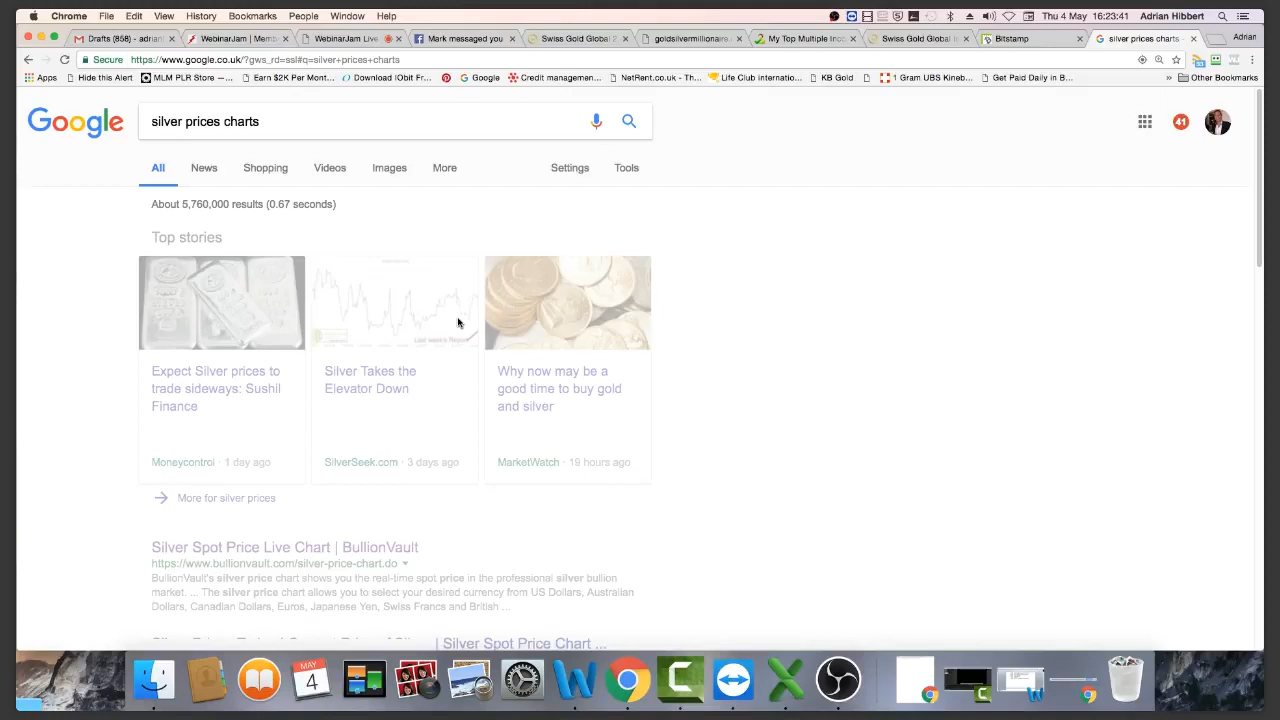 Chrome File Edit View History Bookmarks People Window Help Thu 4 May 16:23:41 Adrian Hibbert
Drafts (858) - adrian WebinarJam | Memb WebinarJam Live Mark messaged you Swiss Gold Global 2 goldsilvermillionaire. My Top Multiple Inc Swiss Gold Global in Bitstamp silver prices charts Adrian
Secure https://www.google.co.uk/?gws_rd=ssl#q=silver+prices+charts
Apps Hide this Alert MLM PLR Store — ... Earn $2K Per Mont... Download IObit Fr... Google Credit managemen... NetRent.co.uk - Th... Life Club internatio... KB Gold 1 Gram UBS Kineb... Get Paid Daily in B... » Other Bookmarks
Google
silver prices charts
41
All News Shopping Videos Images More Settings Tools
About 5,760,000 results (0.67 seconds)
Top stories
Last week's Report
Expect Silver prices to
trade sideways: Sushil
Finance
Moneycontrol · 1 day ago
Silver Takes the
Elevator Down
SilverSeek.com · 3 days ago
Why now may be a
good time to buy gold
and silver
MarketWatch · 19 hours ago
More for silver prices
Silver Spot Price Live Chart | BullionVault
https://www.bullionvault.com/silver-price-chart.do
BullionVault's silver price chart shows you the real-time spot price in the professional silver bullion
market. ... The silver price chart allows you to select your desired currency from US Dollars, Australian
Dollars, Canadian Dollars, Euros, Japanese Yen, Swiss Francs and British ...
| Silver Spot Price Chart ...
MAY
4